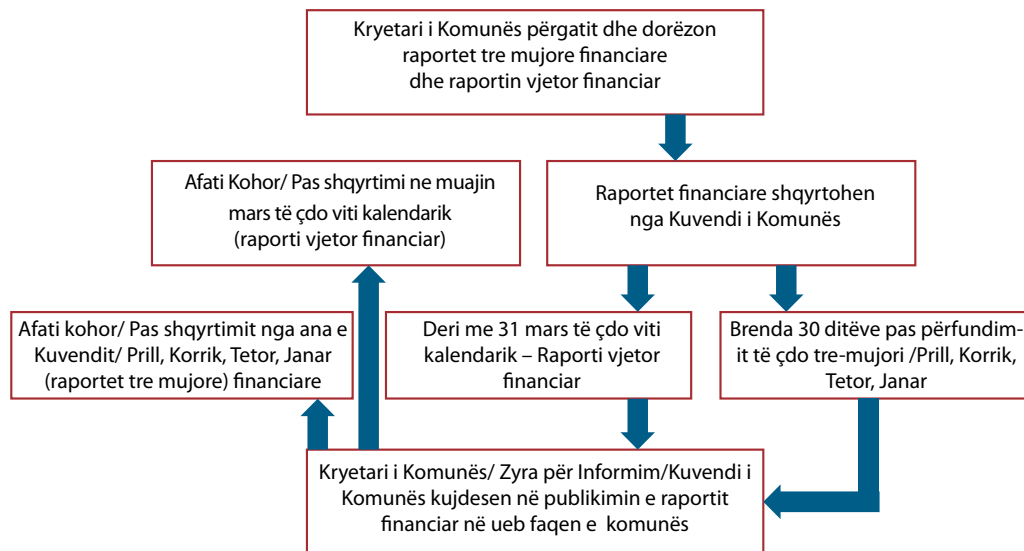 Kryetari i Komunës përgatit dhe dorëzon
raportet tre mujore financiare
dhe raportin vjetor financiar
Afati Kohor/ Pas shqyrtimi ne muajin
mars të çdo viti kalendarik
(raporti vjetor financiar)
Raportet financiare shqyrtohen
nga Kuvendi i Komunës
Afati kohor/ Pas shqyrtimit nga ana e
Kuvendit/ Prill, Korrik, Tetor, Janar
(raportet tre mujore) financiare
Deri me 31 mars të çdo viti
kalendarik – Raporti vjetor
financiar
Brenda 30 ditëve pas përfundim-
it të çdo tre-mujori /Prill, Korrik,
Tetor, Janar
Kryetari i Komunës/ Zyra për Informim/Kuvendi i
Komunës kujdesen në publikimin e raportit
financiar në ueb faqen e komunës